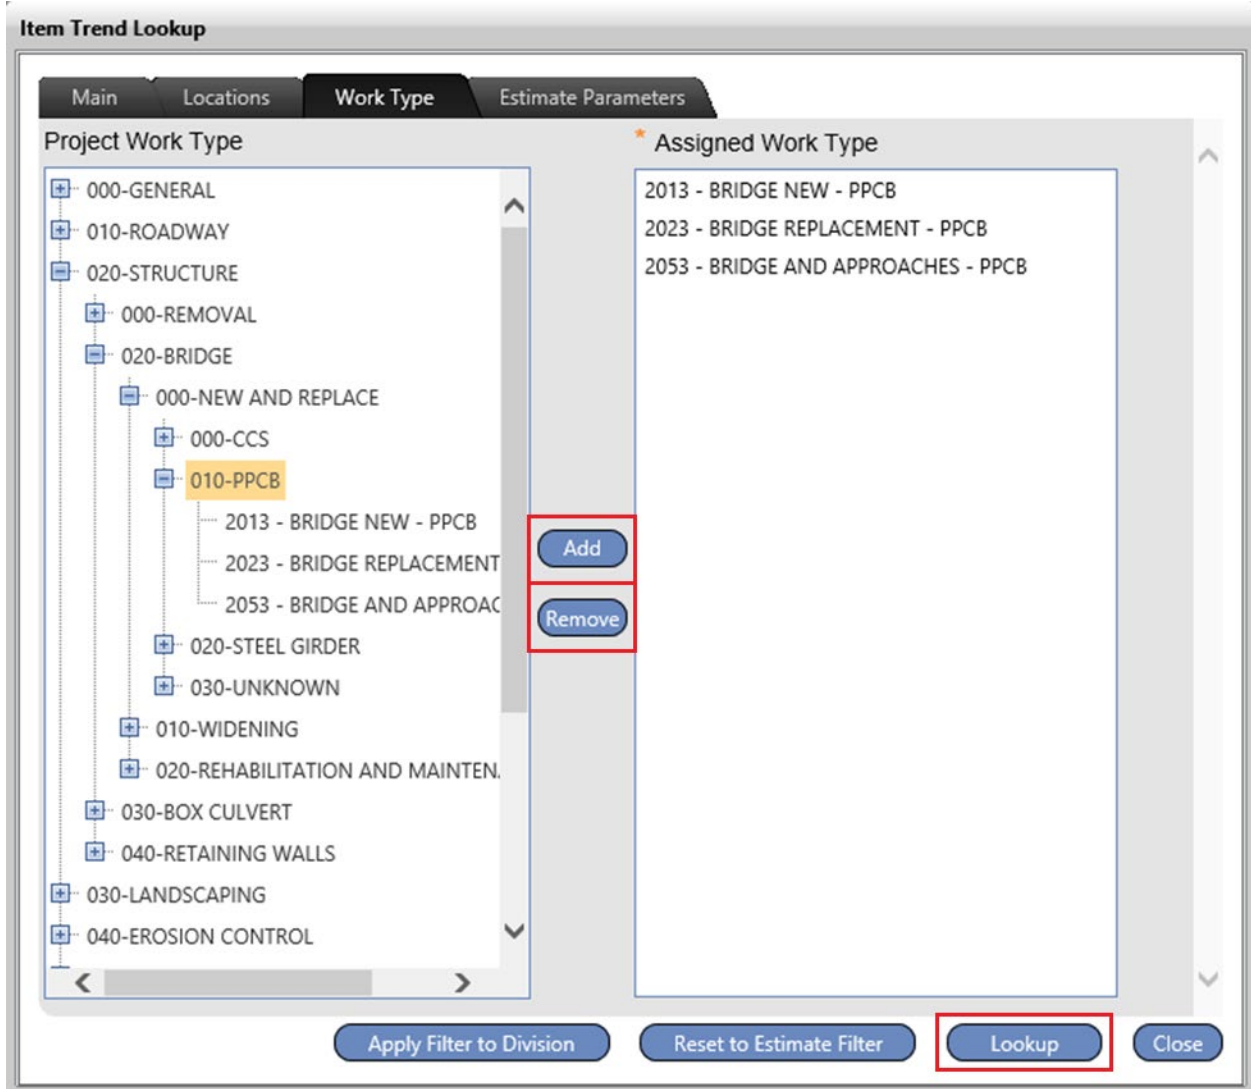 Item Trend Lookup
Main Locations Work Type Estimate Parameters
Project Work Type
000-GENERAL
010-ROADWAY
020-STRUCTURE
000-REMOVAL
020-BRIDGE
000-NEW AND REPLACE
000-CCS
010-PPCB
2013 - BRIDGE NEW - PPCB
2023 - BRIDGE REPLACEMENT
2053 - BRIDGE AND APPROAC
020-STEEL GIRDER
030-UNKNOWN
010-WIDENING
020-REHABILITATION AND MAINTEN
030-BOX CULVERT
040-RETAINING WALLS
030-LANDSCAPING
040-EROSION CONTROL
Add
Remove
* Assigned Work Type
2013 - BRIDGE NEW - PPCB
2023 - BRIDGE REPLACEMENT - PPCB
2053 - BRIDGE AND APPROACHES - PPCB
Apply Filter to Division Reset to Estimate Filter Lookup Close